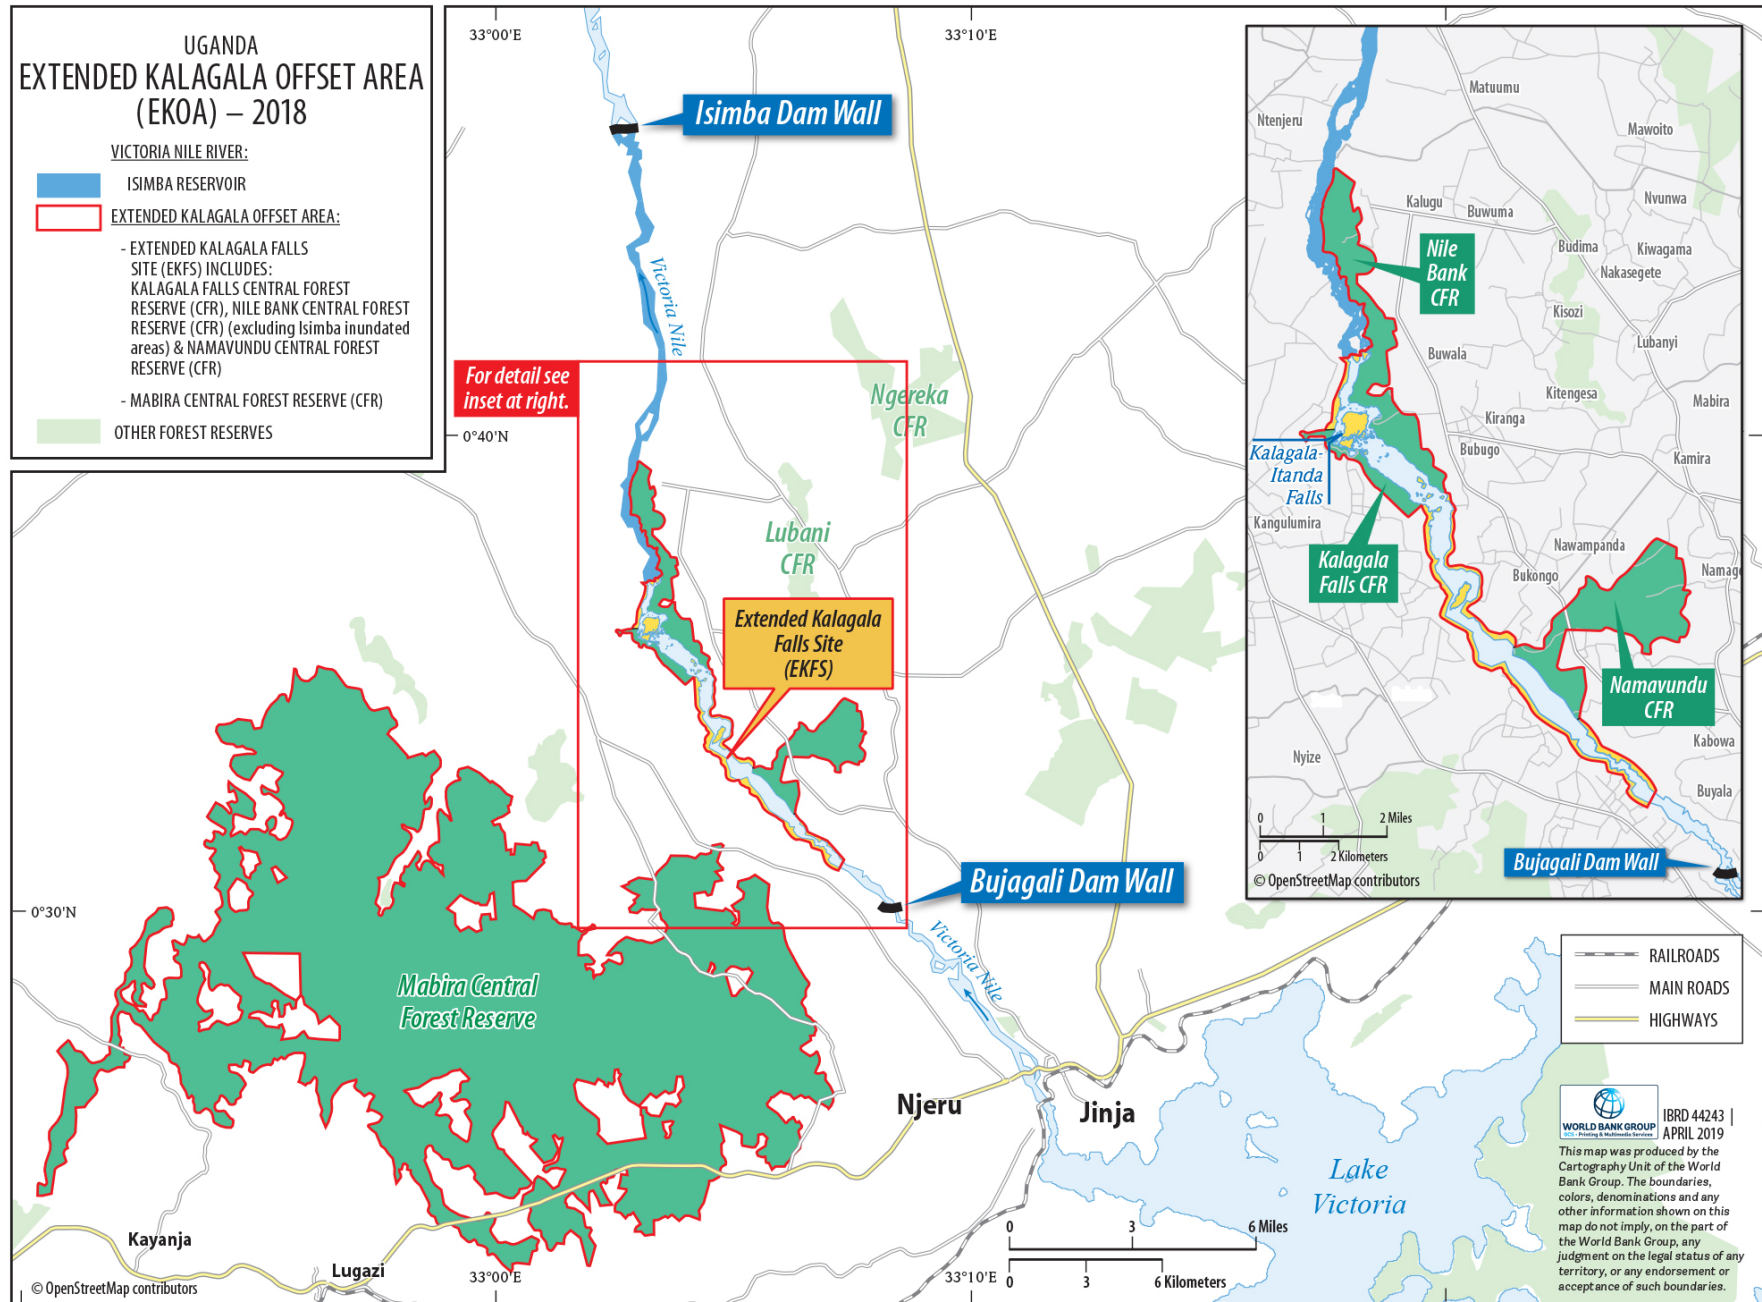 UGANDA
EXTENDED KALAGALA OFFSET AREA
(EKOA) – 2018
VICTORIA NILE RIVER:
ISIMBA RESERVOIR
EXTENDED KALAGALA OFFSET AREA:
- EXTENDED KALAGALA FALLS
SITE (EKFS) INCLUDES:
KALAGALA FALLS CENTRAL FOREST
RESERVE (CFR), NILE BANK CENTRAL FOREST
RESERVE (CFR) (excluding Isimba inundated
areas) & NAMAVUNDU CENTRAL FOREST
RESERVE (CFR)
- MABIRA CENTRAL FOREST RESERVE (CFR)
OTHER FOREST RESERVES
33°00'E
33°10'E
Isimba Dam Wall
Victoria Nile
For detail see
inset at right.
0°40'N
Ngereka
CFR
Lubani
CFR
Extended Kalagala
Falls Site
(EKFS)
Bujagali Dam Wall
0°30'N
Victoria Nile
Mabira Central
Forest Reserve
Njeru
Jinja
Lake
Victoria
Kayanja
Lugazi
33°00'E
33°10'E
0
3
6 Miles
0
3
6 Kilometers
© OpenStreetMap contributors
Matuumu
Ntenjeru
Mawoito
Kalugu
Buwuma
Nvunwa
Nile
Bank
CFR
Budima
Kiwagama
Nakasegete
Kisozi
Lubanyi
Buwala
Kitengesa
Mabira
Kiranga
Kalagala-
Itanda
Falls
Bubugo
Kamira
Kangulumira
Nawampanda
Kalagala
Falls CFR
Bukongo
Namage
Namavundu
CFR
Kabowa
Nyize
Buyala
0
1
2 Miles
0
1
2 Kilometers
© OpenStreetMap contributors
Bujagali Dam Wall
RAILROADS
MAIN ROADS
HIGHWAYS
WORLD BANK GROUP
GCS - Printing & Multimedia Services
IBRD 44243 |
APRIL 2019
This map was produced by the
Cartography Unit of the World
Bank Group. The boundaries,
colors, denominations and any
other information shown on this
map do not imply, on the part of
the World Bank Group, any
judgment on the legal status of any
territory, or any endorsement or
acceptance of such boundaries.